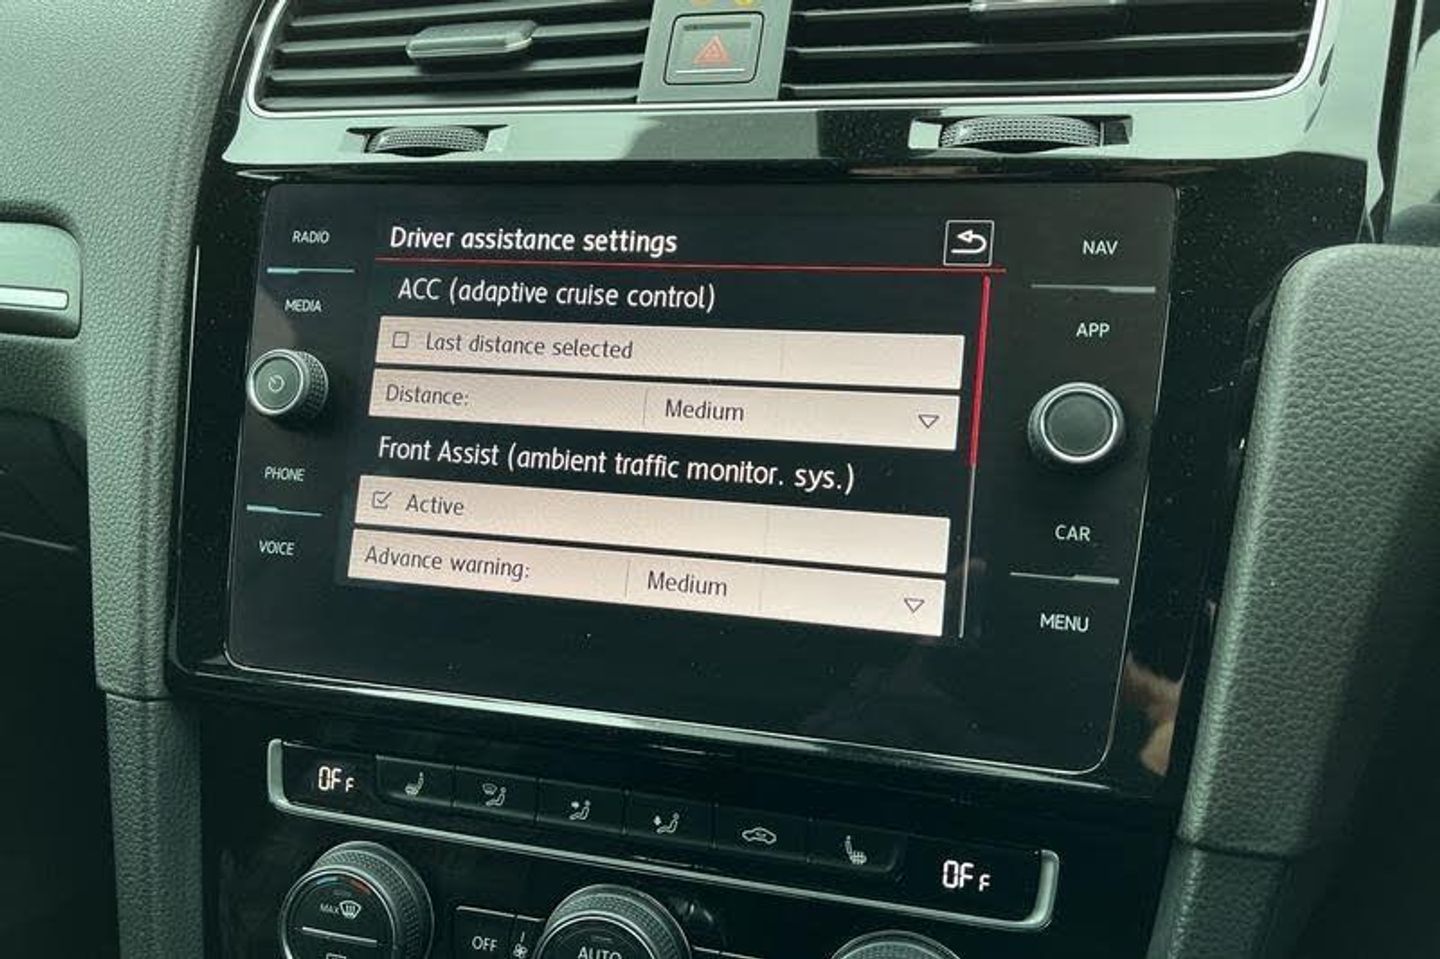 RADIO
MEDIA
PHONE
VOICE
Driver assistance settings
ACC (adaptive cruise control)
Last distance selected
Distance: Medium
Front Assist (ambient traffic monitor. sys.)
Active
Advance warning: Medium
NAV
APP
CAR
MENU
OFF
OFF
MAX
OFF
AUTO